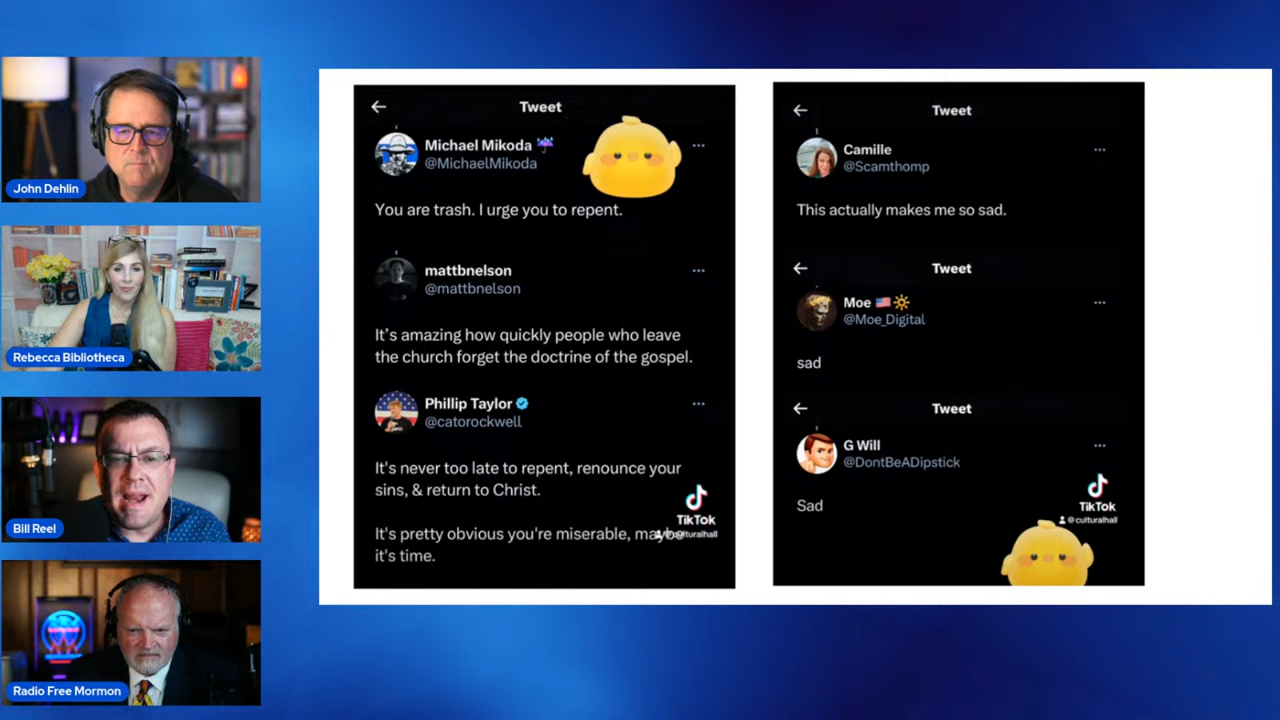 John Dehlin
Rebecca Bibliotheca
Bill Reel
Radio Free Mormon
Tweet
Michael Mikoda
@MichaelMikoda
You are trash. I urge you to repent.
mattbnelson
@mattbnelson
It's amazing how quickly people who leave
the church forget the doctrine of the gospel.
Phillip Taylor
@catorockwell
It's never too late to repent, renounce your
sins, & return to Christ.
TikTok
@culturalhall
It's pretty obvious you're miserable, maybe
it's time.
Tweet
Camille
@Scamthomp
This actually makes me so sad.
Tweet
Moe
@Moe_Digital
sad
Tweet
G Will
@DontBeADipstick
Sad
TikTok
@culturalhall